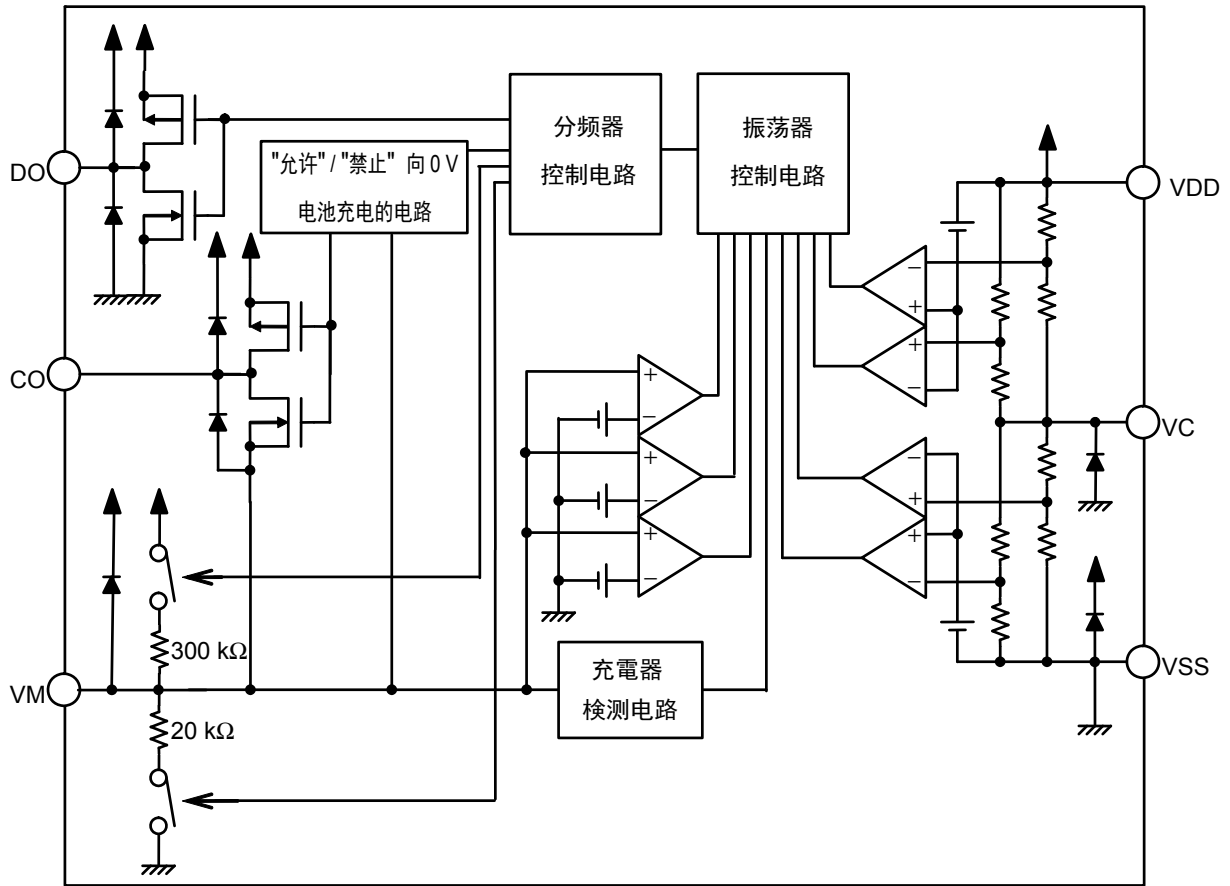 DO
CO
VM
"允许" / "禁止" 向 0 V
电池充电的电路
分频器
控制电路
振荡器
控制电路
VDD
VC
VSS
−
+
+
−
−
+
+
−
+
−
+
−
+
−
300 kΩ
20 kΩ
充電器
検测电路